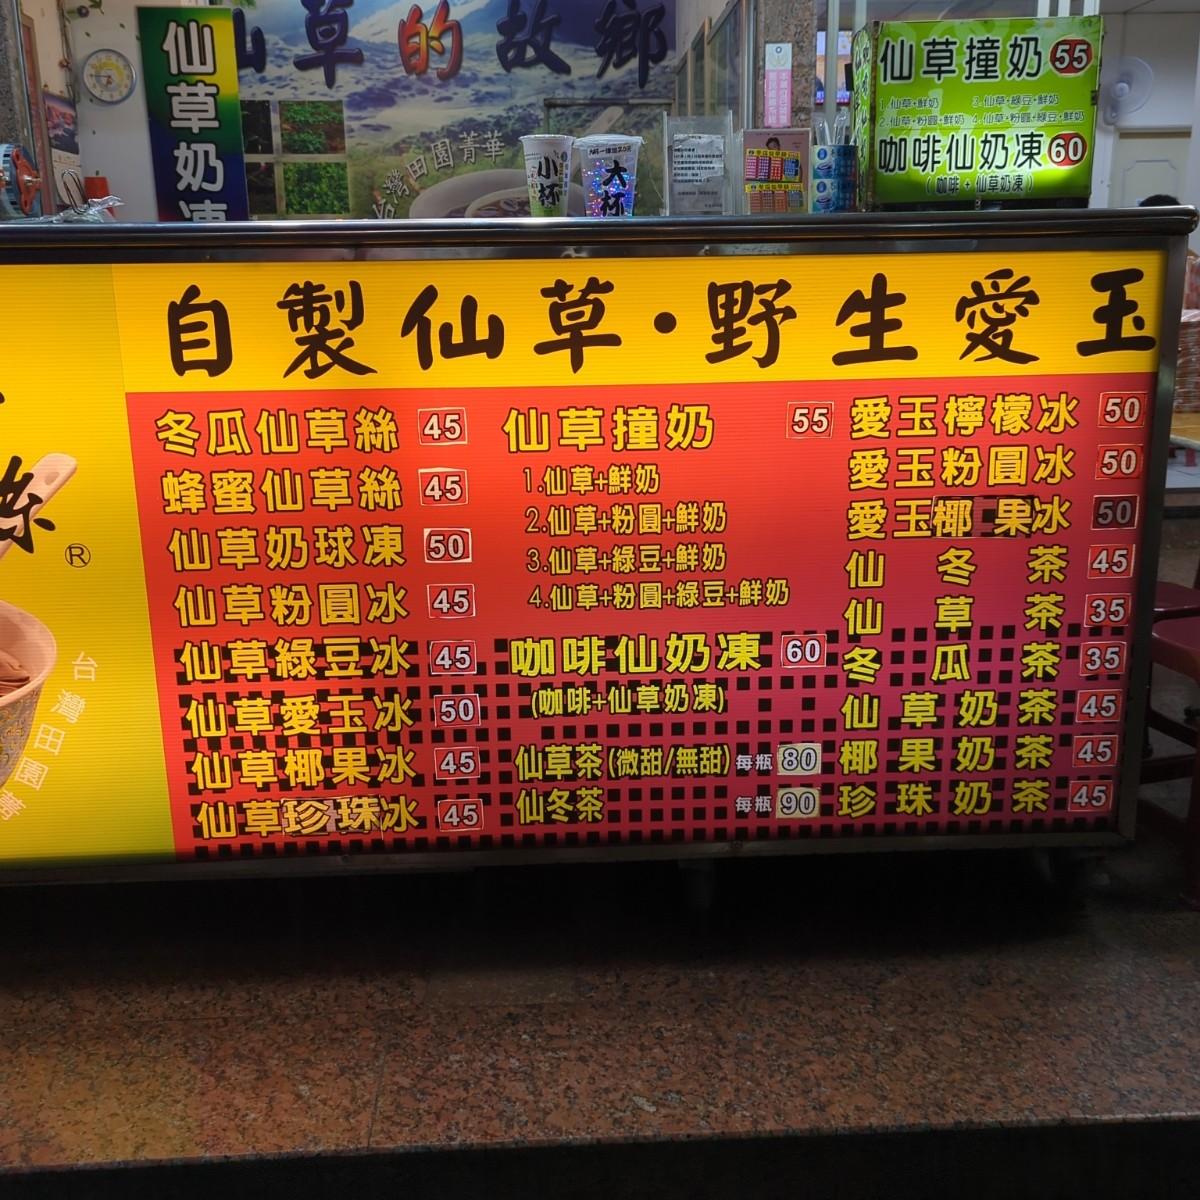 仙草的故鄉
仙草奶凍
台灣田園菁華
小杯
大杯
仙草撞奶 55
1.仙草+鮮奶 3.仙草+綠豆+鮮奶
2.仙草+粉圓+鮮奶 4.仙草+粉圓+綠豆+鮮奶
咖啡仙奶凍 60
(咖啡+仙草奶凍)
自製仙草·野生愛玉
冬瓜仙草絲 45
蜂蜜仙草絲 45
仙草奶球凍 50
仙草粉圓冰 45
仙草綠豆冰 45
仙草愛玉冰 50
仙草椰果冰 45
仙草珍珠冰 45
仙草撞奶 55
1.仙草+鮮奶
2.仙草+粉圓+鮮奶
3.仙草+綠豆+鮮奶
4.仙草+粉圓+綠豆+鮮奶
咖啡仙奶凍 60
(咖啡+仙草奶凍)
仙草茶(微甜/無甜) 每瓶 80
仙冬茶 每瓶 90
愛玉檸檬冰 50
愛玉粉圓冰 50
愛玉椰果冰 50
仙冬茶 45
仙草茶 35
冬瓜茶 35
仙草奶茶 45
椰果奶茶 45
珍珠奶茶 45
絲
®
台灣田園菁